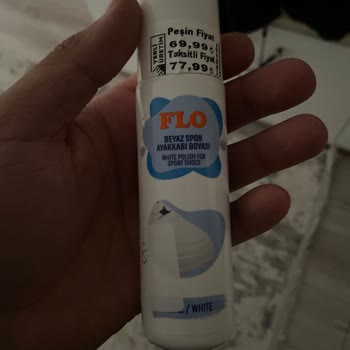 Peşin Fiyat
69,99₺
Taksitli Fiyat
77,99₺
YERLİ
ÜRETİM
FLO
BEYAZ SPOR
AYAKKABI BOYASI
WHITE POLISH FOR
SPORT SHOES
/ WHITE